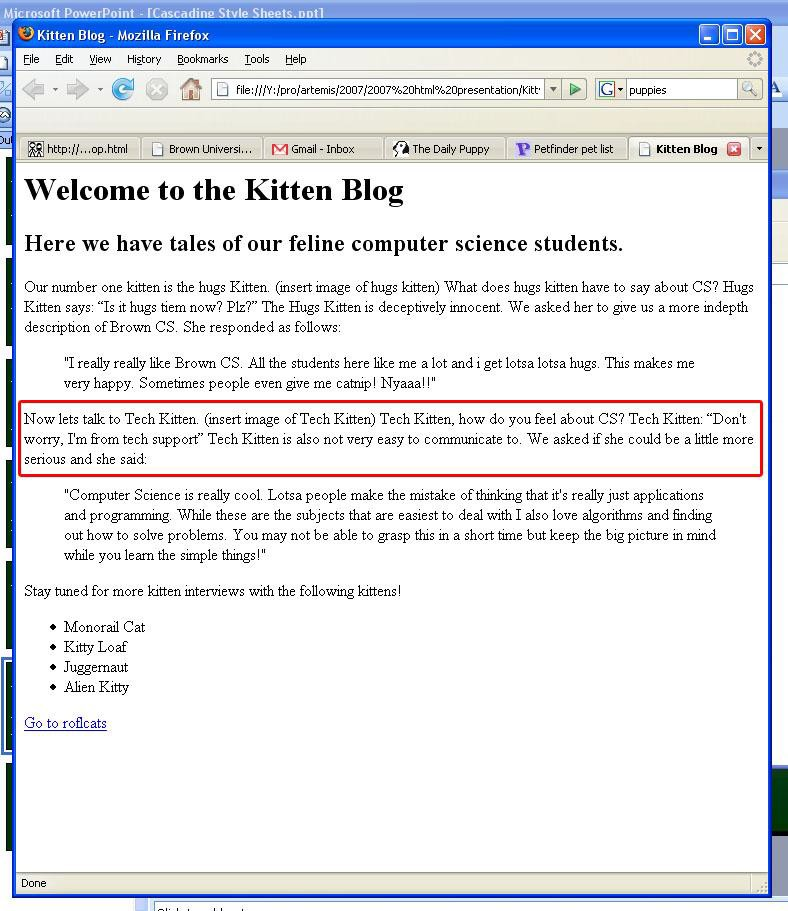 Microsoft PowerPoint - [Cascading Style Sheets.ppt]
Kitten Blog - Mozilla Firefox
File Edit View History Bookmarks Tools Help
file:///Y:/pro/artemis/2007/2007%20html%20presentation/Kitt
G puppies
http://...op.html Brown Universi... Gmail - Inbox The Daily Puppy Petfinder pet list Kitten Blog
Welcome to the Kitten Blog
Here we have tales of our feline computer science students.
Our number one kitten is the hugs Kitten. (insert image of hugs kitten) What does hugs kitten have to say about CS? Hugs
Kitten says: “Is it hugs tiem now? Plz?” The Hugs Kitten is deceptively innocent. We asked her to give us a more indepth
description of Brown CS. She responded as follows:
"I really really like Brown CS. All the students here like me a lot and i get lotsa lotsa hugs. This makes me
very happy. Sometimes people even give me catnip! Nyaaa!!"
Now lets talk to Tech Kitten. (insert image of Tech Kitten) Tech Kitten, how do you feel about CS? Tech Kitten: “Don't
worry, I'm from tech support” Tech Kitten is also not very easy to communicate to. We asked if she could be a little more
serious and she said:
"Computer Science is really cool. Lotsa people make the mistake of thinking that it's really just applications
and programming. While these are the subjects that are easiest to deal with I also love algorithms and finding
out how to solve problems. You may not be able to grasp this in a short time but keep the big picture in mind
while you learn the simple things!"
Stay tuned for more kitten interviews with the following kittens!
Monorail Cat
Kitty Loaf
Juggernaut
Alien Kitty
Go to roflcats
Done